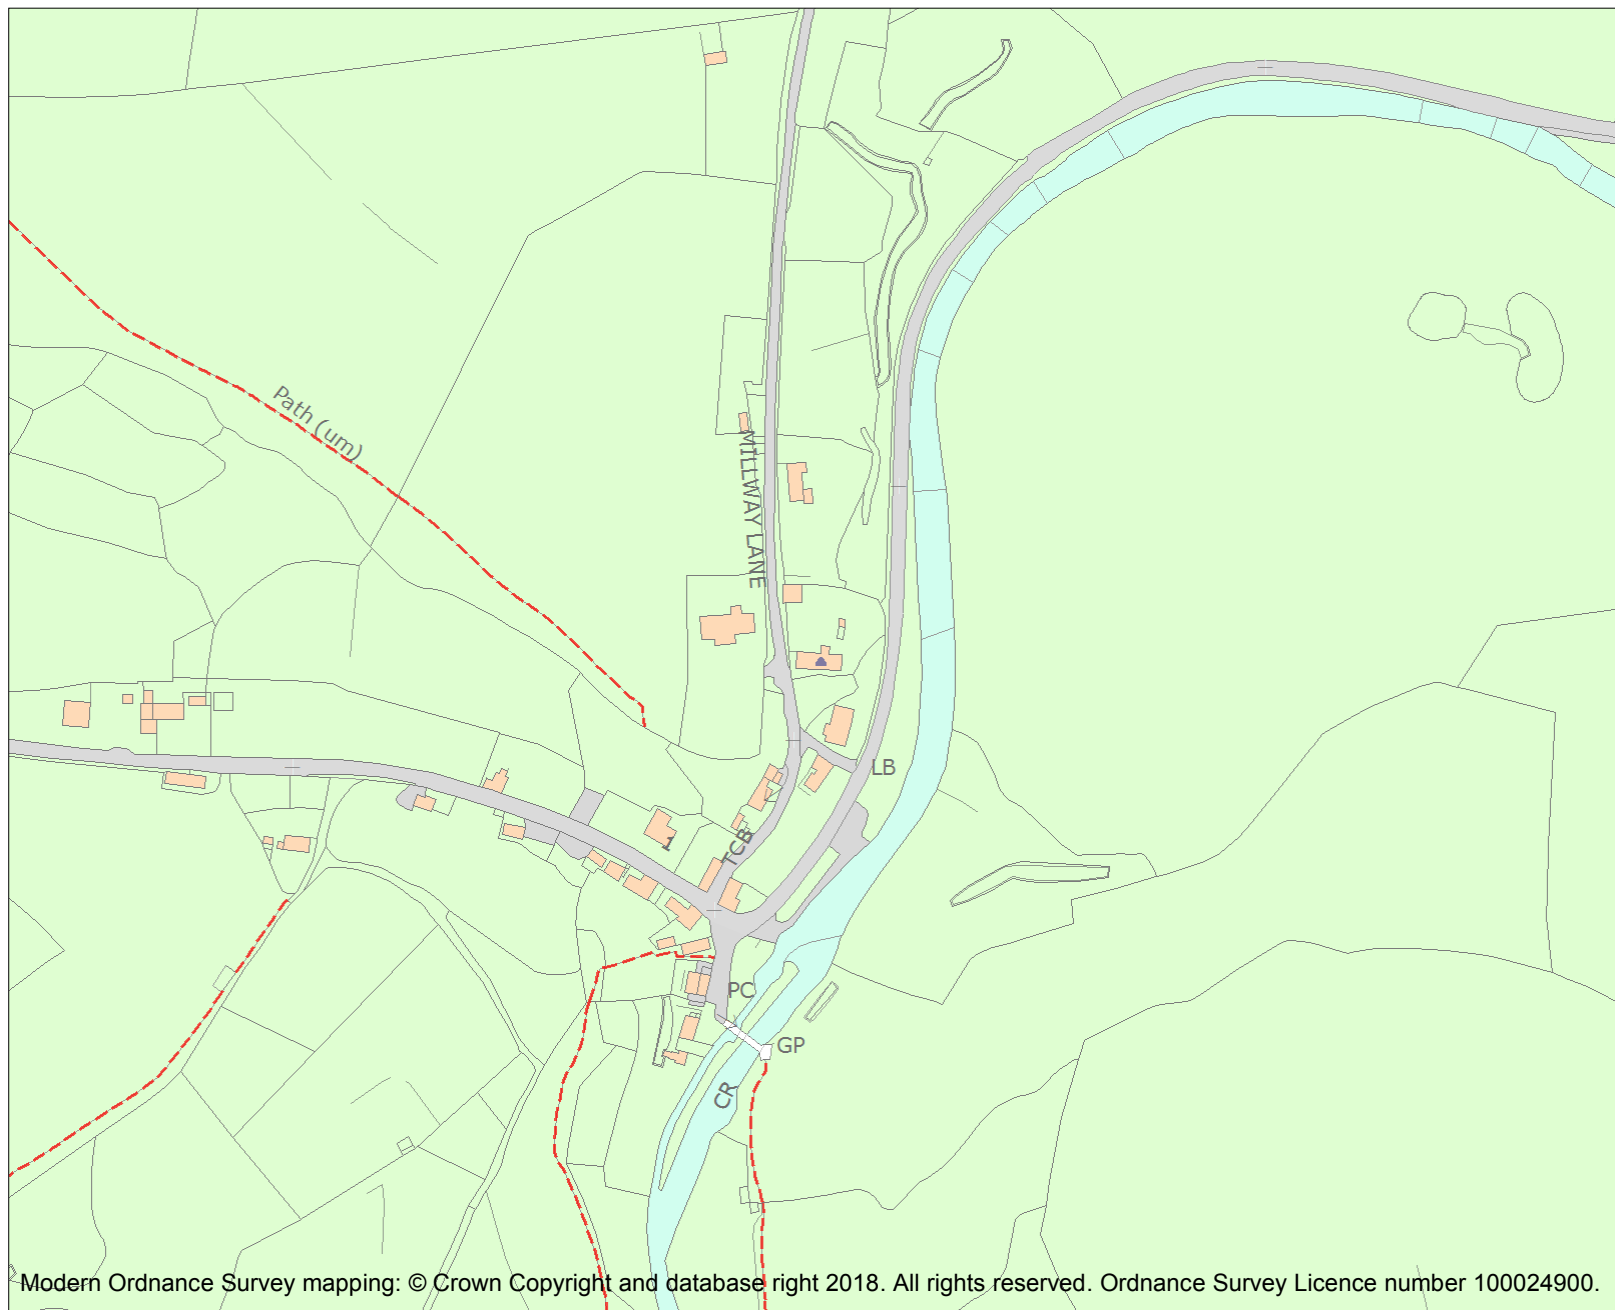 Path (um)
MILLWAY LANE
LB
1
TCB
PC
GP
CR
Modern Ordnance Survey mapping: © Crown Copyright and database right 2018. All rights reserved. Ordnance Survey Licence number 100024900.